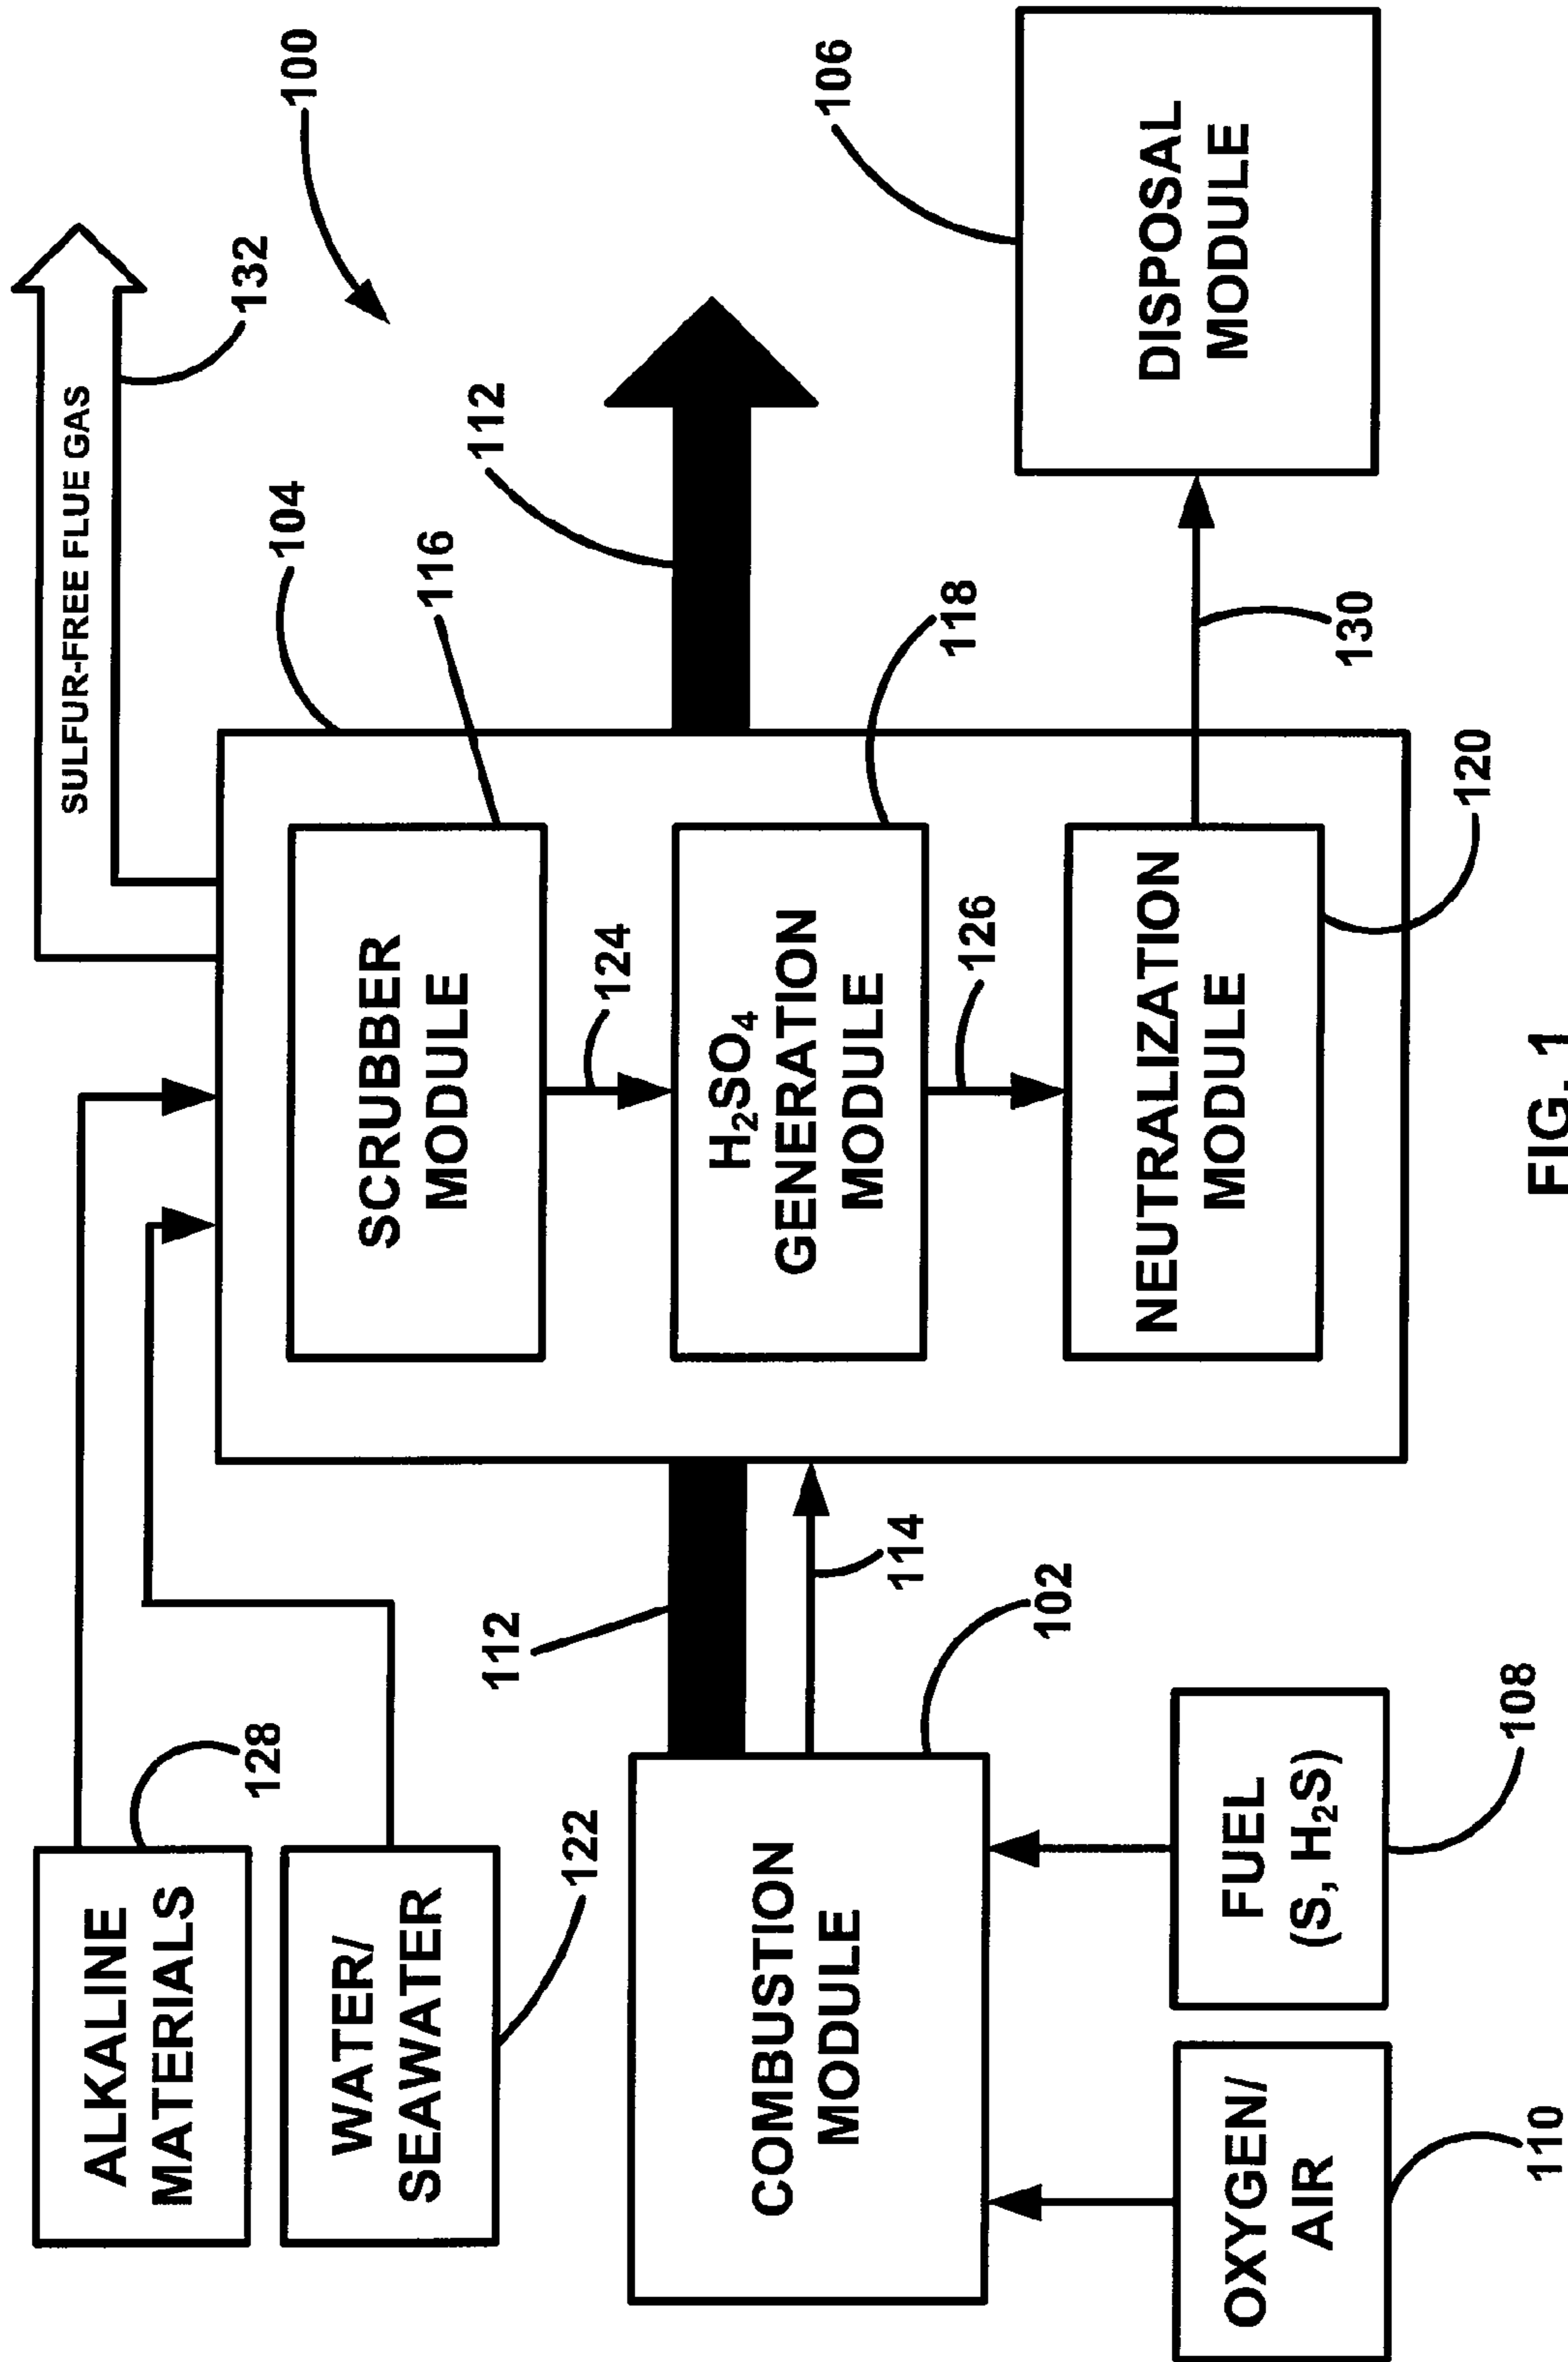 SULFUR-FREE FLUE GAS
132
100
ALKALINE
MATERIALS
128
WATER/
SEAWATER
122
104
SCRUBBER
MODULE
116
124
H₂SO₄
GENERATION
MODULE
118
126
NEUTRALIZATION
MODULE
120
112
112
114
COMBUSTION
MODULE
102
OXYGEN/
AIR
110
FUEL
(S, H₂S)
108
130
DISPOSAL
MODULE
106
FIG. 1